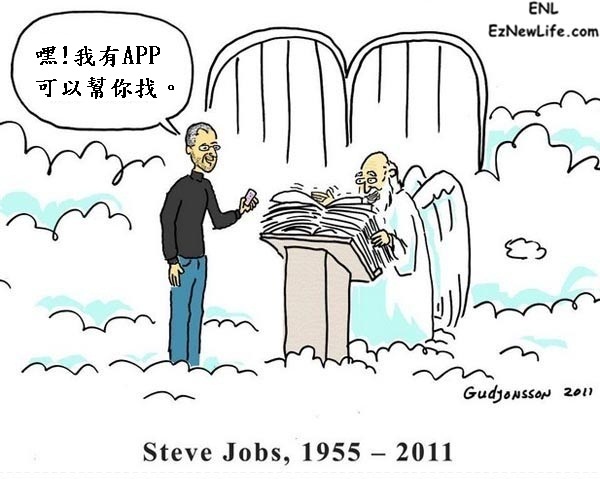 ENL
EzNewLife.com
嘿!我有APP
可以幫你找。
Gudjonsson 2011
Steve Jobs, 1955 – 2011